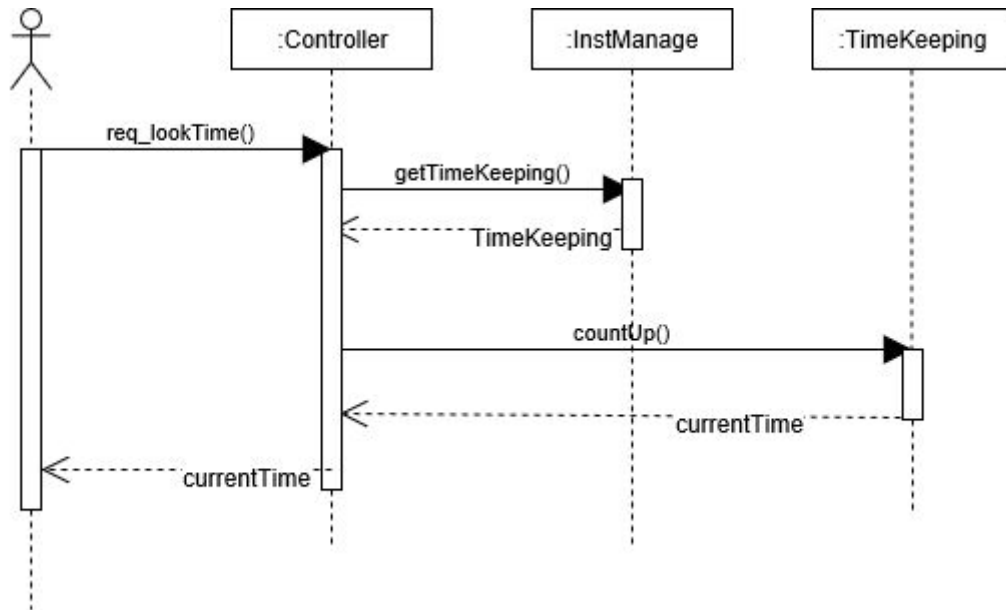 :Controller
:InstManage
:TimeKeeping
req_lookTime()
getTimeKeeping()
TimeKeeping
countUp()
currentTime
currentTime